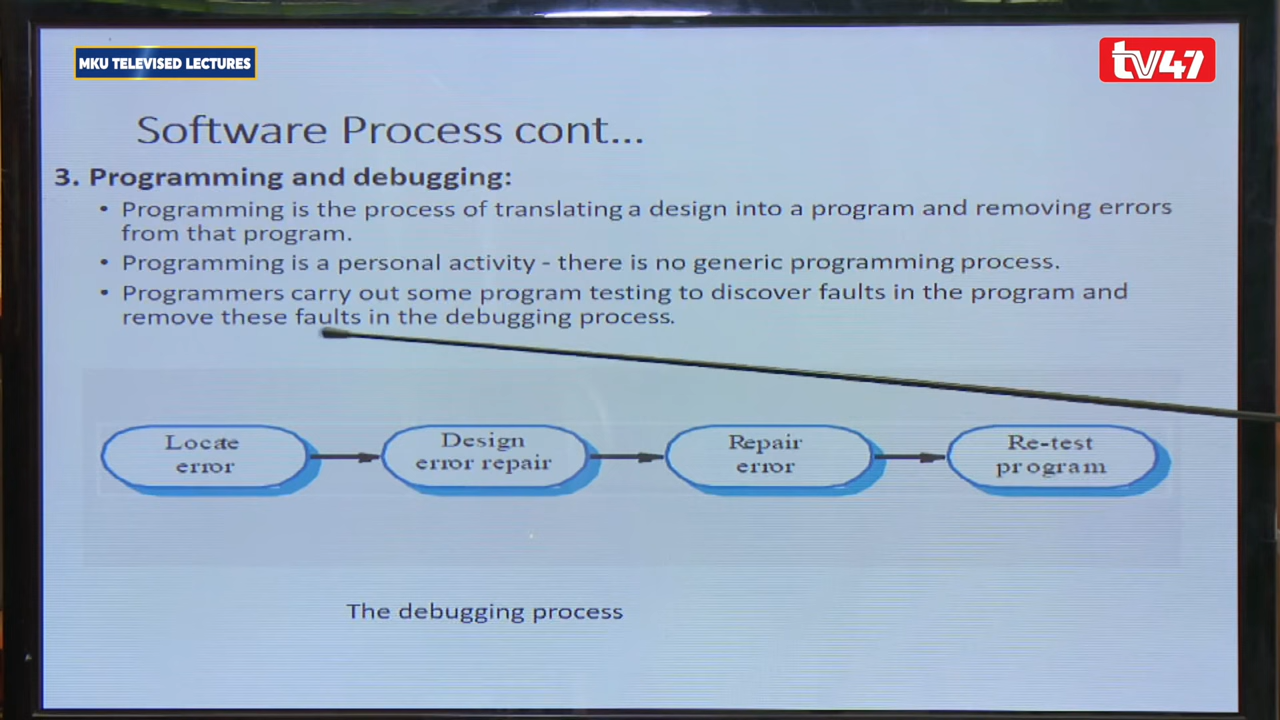 MKU TELEVISED LECTURES
tv47
Software Process cont...
3. Programming and debugging:
• Programming is the process of translating a design into a program and removing errors
from that program.
• Programming is a personal activity - there is no generic programming process.
• Programmers carry out some program testing to discover faults in the program and
remove these faults in the debugging process.
Locate
error
Design
error repair
Repair
error
Re-test
program
The debugging process